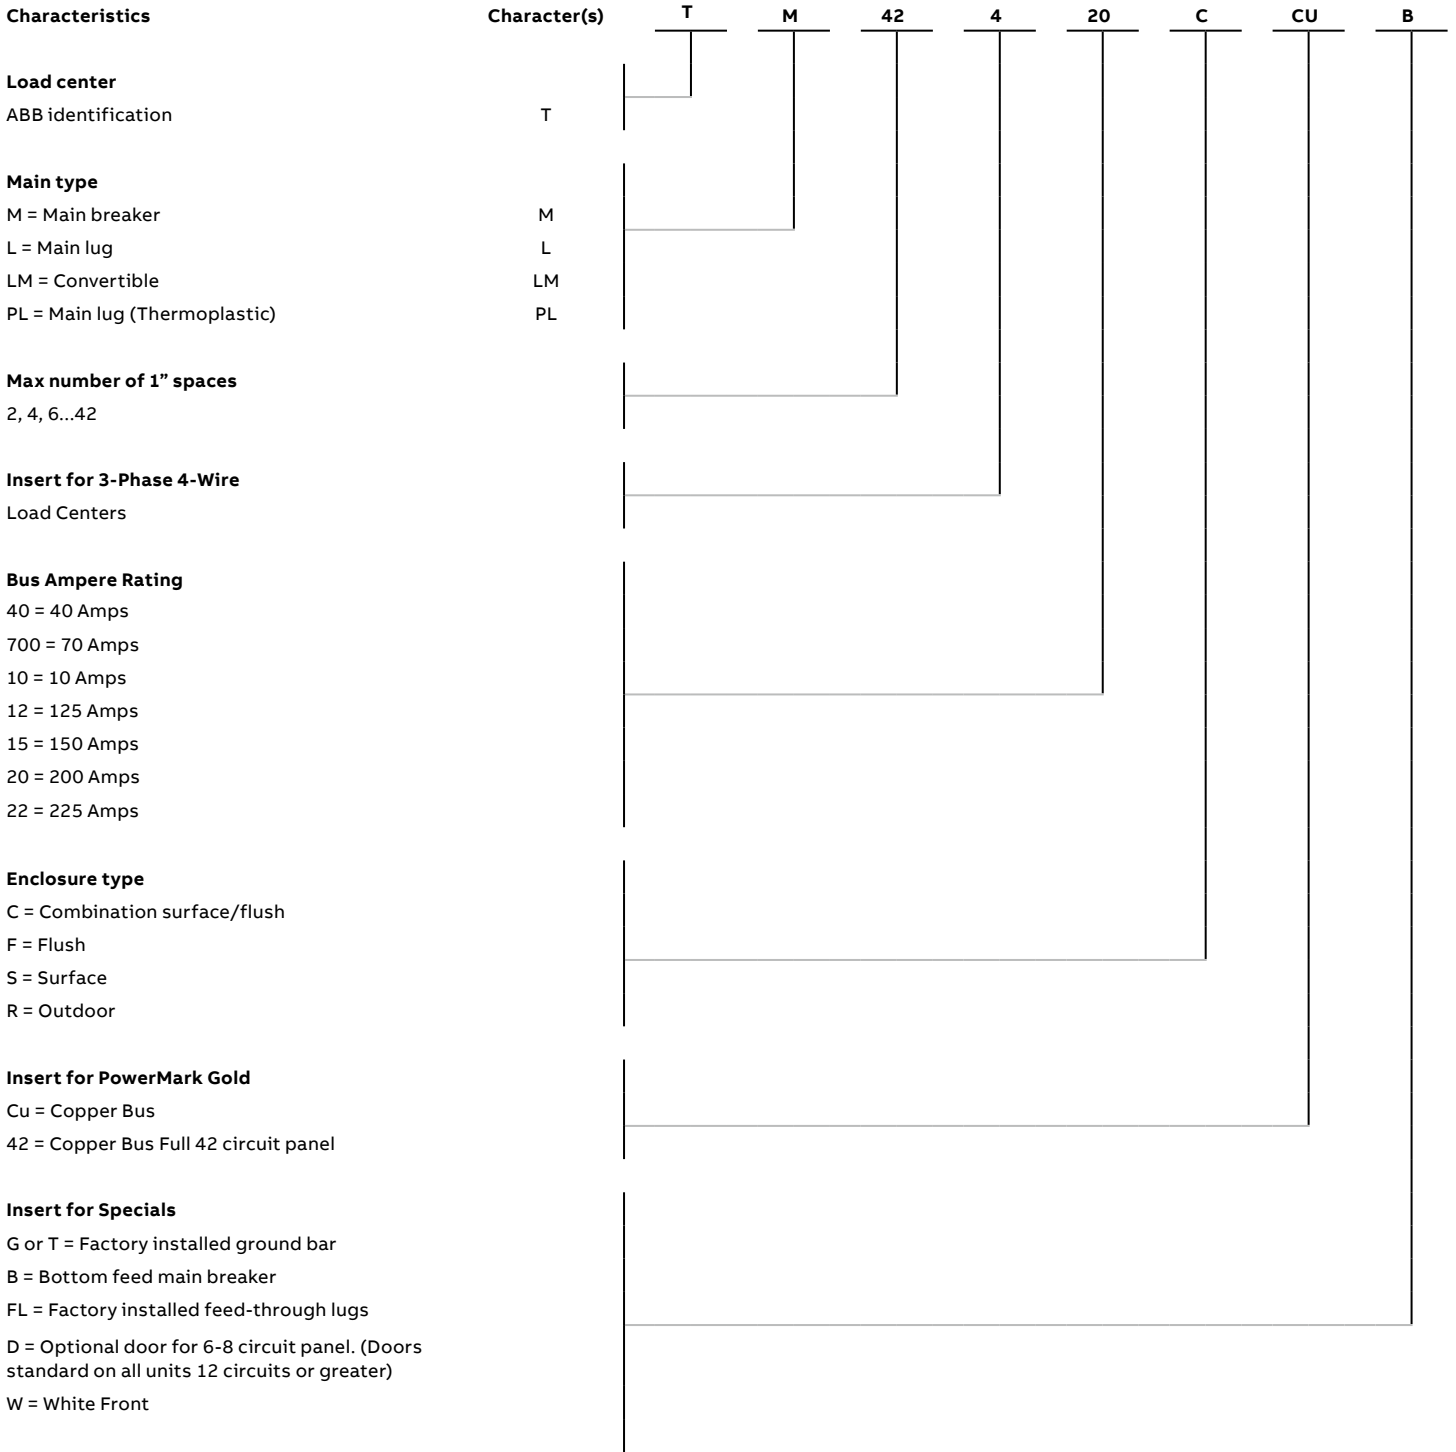 Characteristics Character(s) T M 42 4 20 C CU B
Load center
ABB identification T
Main type
M = Main breaker M
L = Main lug L
LM = Convertible LM
PL = Main lug (Thermoplastic) PL
Max number of 1” spaces
2, 4, 6...42
Insert for 3-Phase 4-Wire
Load Centers
Bus Ampere Rating
40 = 40 Amps
700 = 70 Amps
10 = 10 Amps
12 = 125 Amps
15 = 150 Amps
20 = 200 Amps
22 = 225 Amps
Enclosure type
C = Combination surface/flush
F = Flush
S = Surface
R = Outdoor
Insert for PowerMark Gold
Cu = Copper Bus
42 = Copper Bus Full 42 circuit panel
Insert for Specials
G or T = Factory installed ground bar
B = Bottom feed main breaker
FL = Factory installed feed-through lugs
D = Optional door for 6-8 circuit panel. (Doors
standard on all units 12 circuits or greater)
W = White Front